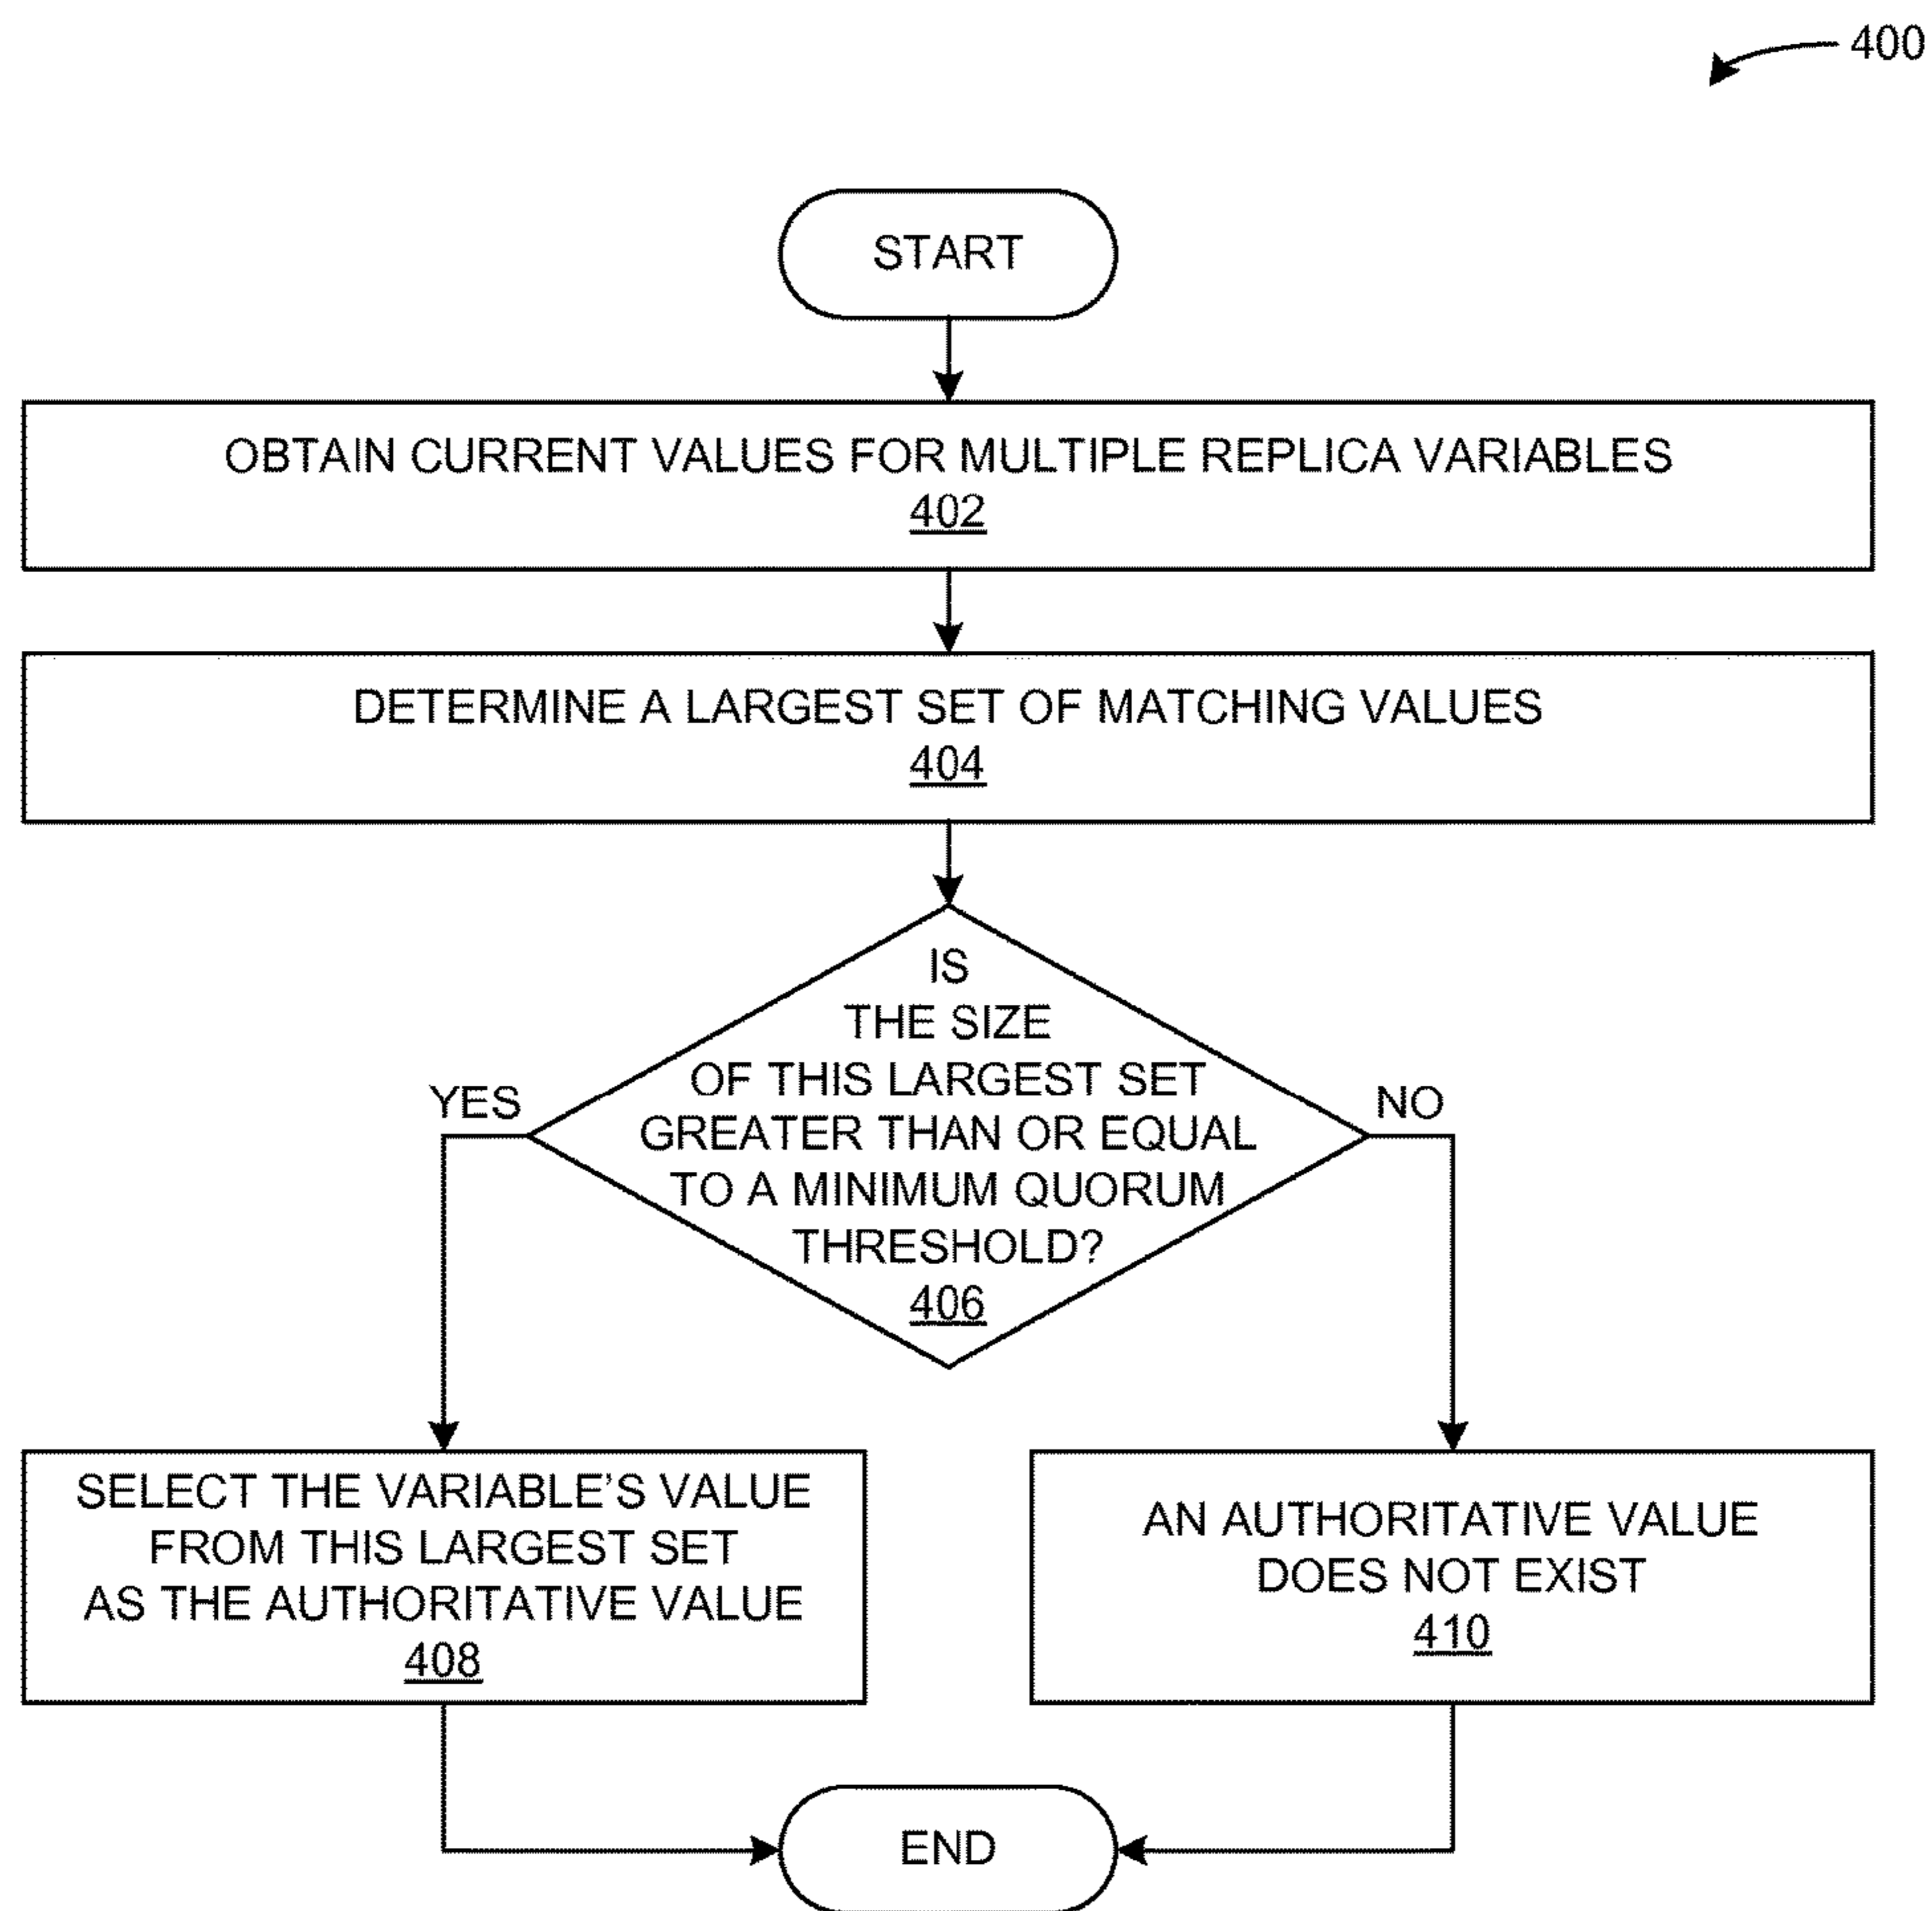 400
START
OBTAIN CURRENT VALUES FOR MULTIPLE REPLICA VARIABLES
402
DETERMINE A LARGEST SET OF MATCHING VALUES
404
IS
THE SIZE
OF THIS LARGEST SET
GREATER THAN OR EQUAL
TO A MINIMUM QUORUM
THRESHOLD?
406
YES
NO
SELECT THE VARIABLE'S VALUE
FROM THIS LARGEST SET
AS THE AUTHORITATIVE VALUE
408
AN AUTHORITATIVE VALUE
DOES NOT EXIST
410
END